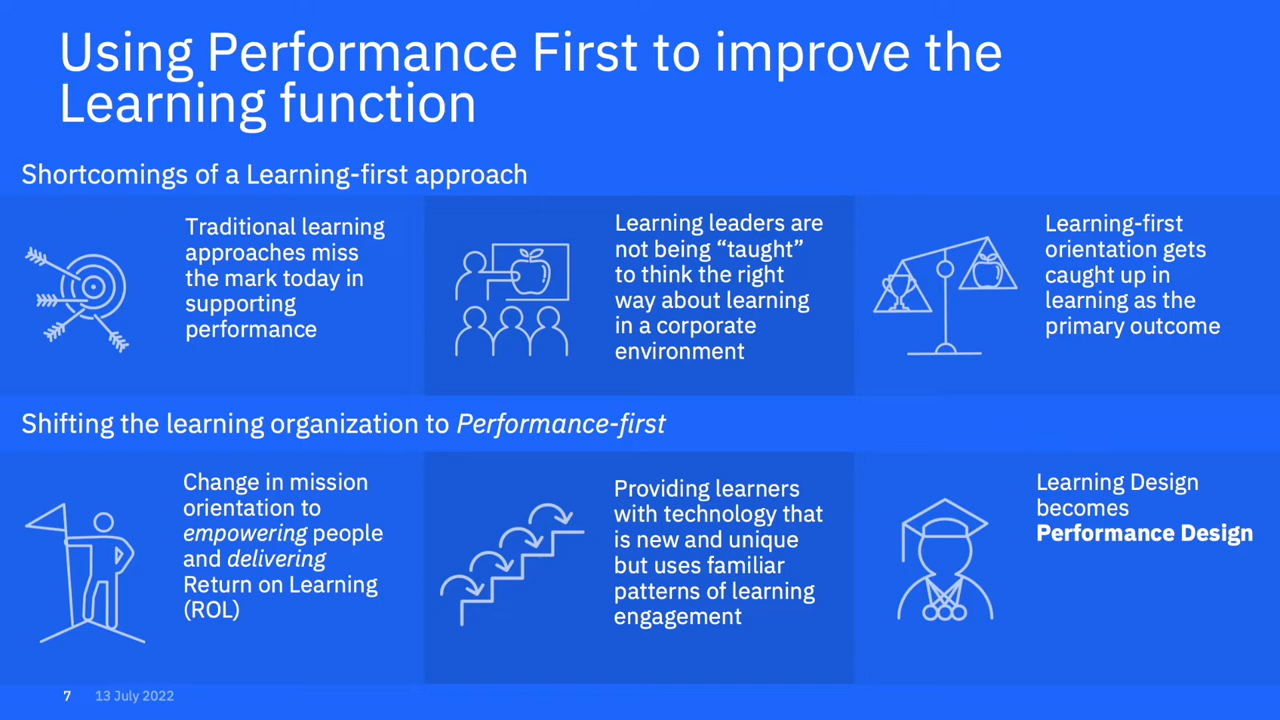 Using Performance First to improve the
Learning function
Shortcomings of a Learning-first approach
Traditional learning
approaches miss
the mark today in
supporting
performance
Learning leaders are
not being “taught”
to think the right
way about learning
in a corporate
environment
Learning-first
orientation gets
caught up in
learning as the
primary outcome
Shifting the learning organization to Performance-first
Change in mission
orientation to
empowering people
and delivering
Return on Learning
(ROL)
Providing learners
with technology that
is new and unique
but uses familiar
patterns of learning
engagement
Learning Design
becomes
Performance Design
7 13 July 2022